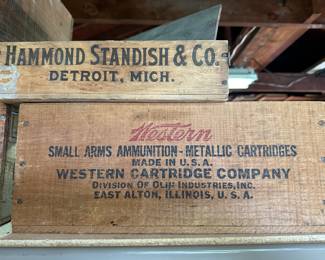 HAMMOND STANDISH & CO.
DETROIT, MICH.
Western
SMALL ARMS AMMUNITION - METALLIC CARTRIDGES
MADE IN U.S.A.
WESTERN CARTRIDGE COMPANY
DIVISION OF OLIN INDUSTRIES, INC.
EAST ALTON, ILLINOIS, U. S. A.